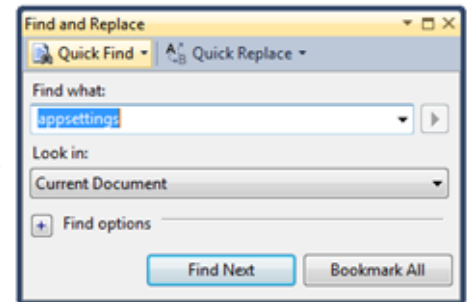 Find and Replace
Quick Find Quick Replace
Find what:
appsettings
Look in:
Current Document
Find options
Find Next Bookmark All